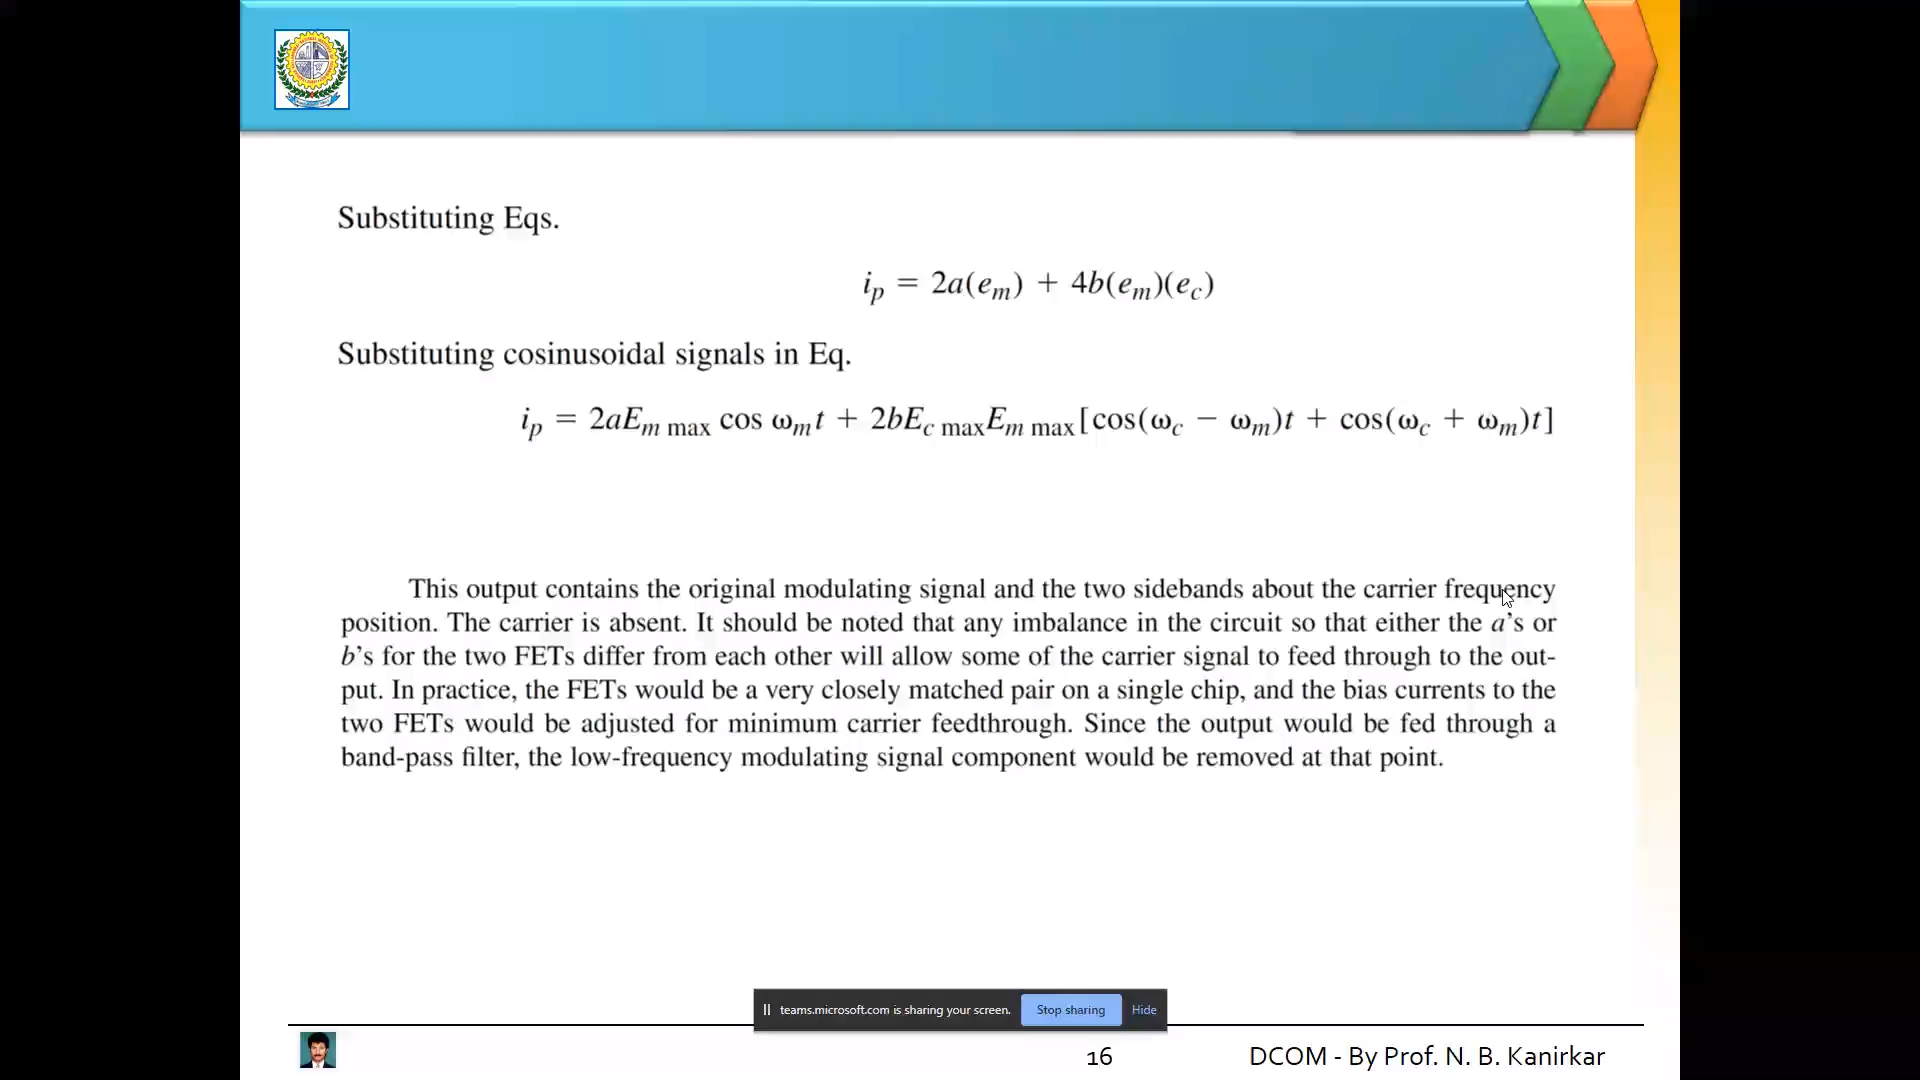 Substituting Eqs.
i_p = 2a(e_m) + 4b(e_m)(e_c)
Substituting cosinusoidal signals in Eq.
i_p = 2aE_{m max} cos ω_m t + 2bE_{c max}E_{m max}[cos(ω_c − ω_m)t + cos(ω_c + ω_m)t]
This output contains the original modulating signal and the two sidebands about the carrier frequency
position. The carrier is absent. It should be noted that any imbalance in the circuit so that either the a's or
b's for the two FETs differ from each other will allow some of the carrier signal to feed through to the out-
put. In practice, the FETs would be a very closely matched pair on a single chip, and the bias currents to the
two FETs would be adjusted for minimum carrier feedthrough. Since the output would be fed through a
band-pass filter, the low-frequency modulating signal component would be removed at that point.
teams.microsoft.com is sharing your screen. Stop sharing Hide
16 DCOM - By Prof. N. B. Kanirkar